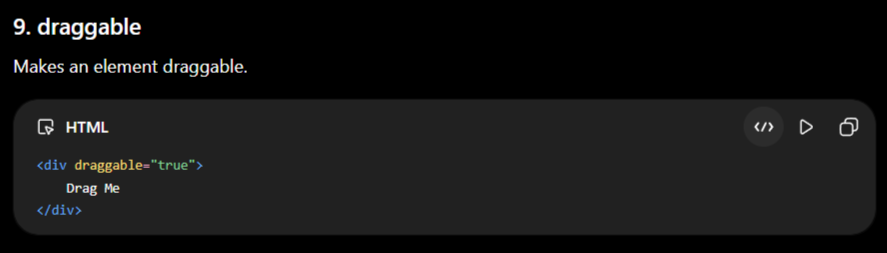 9. draggable
Makes an element draggable.
HTML
<div draggable="true">
    Drag Me
</div>